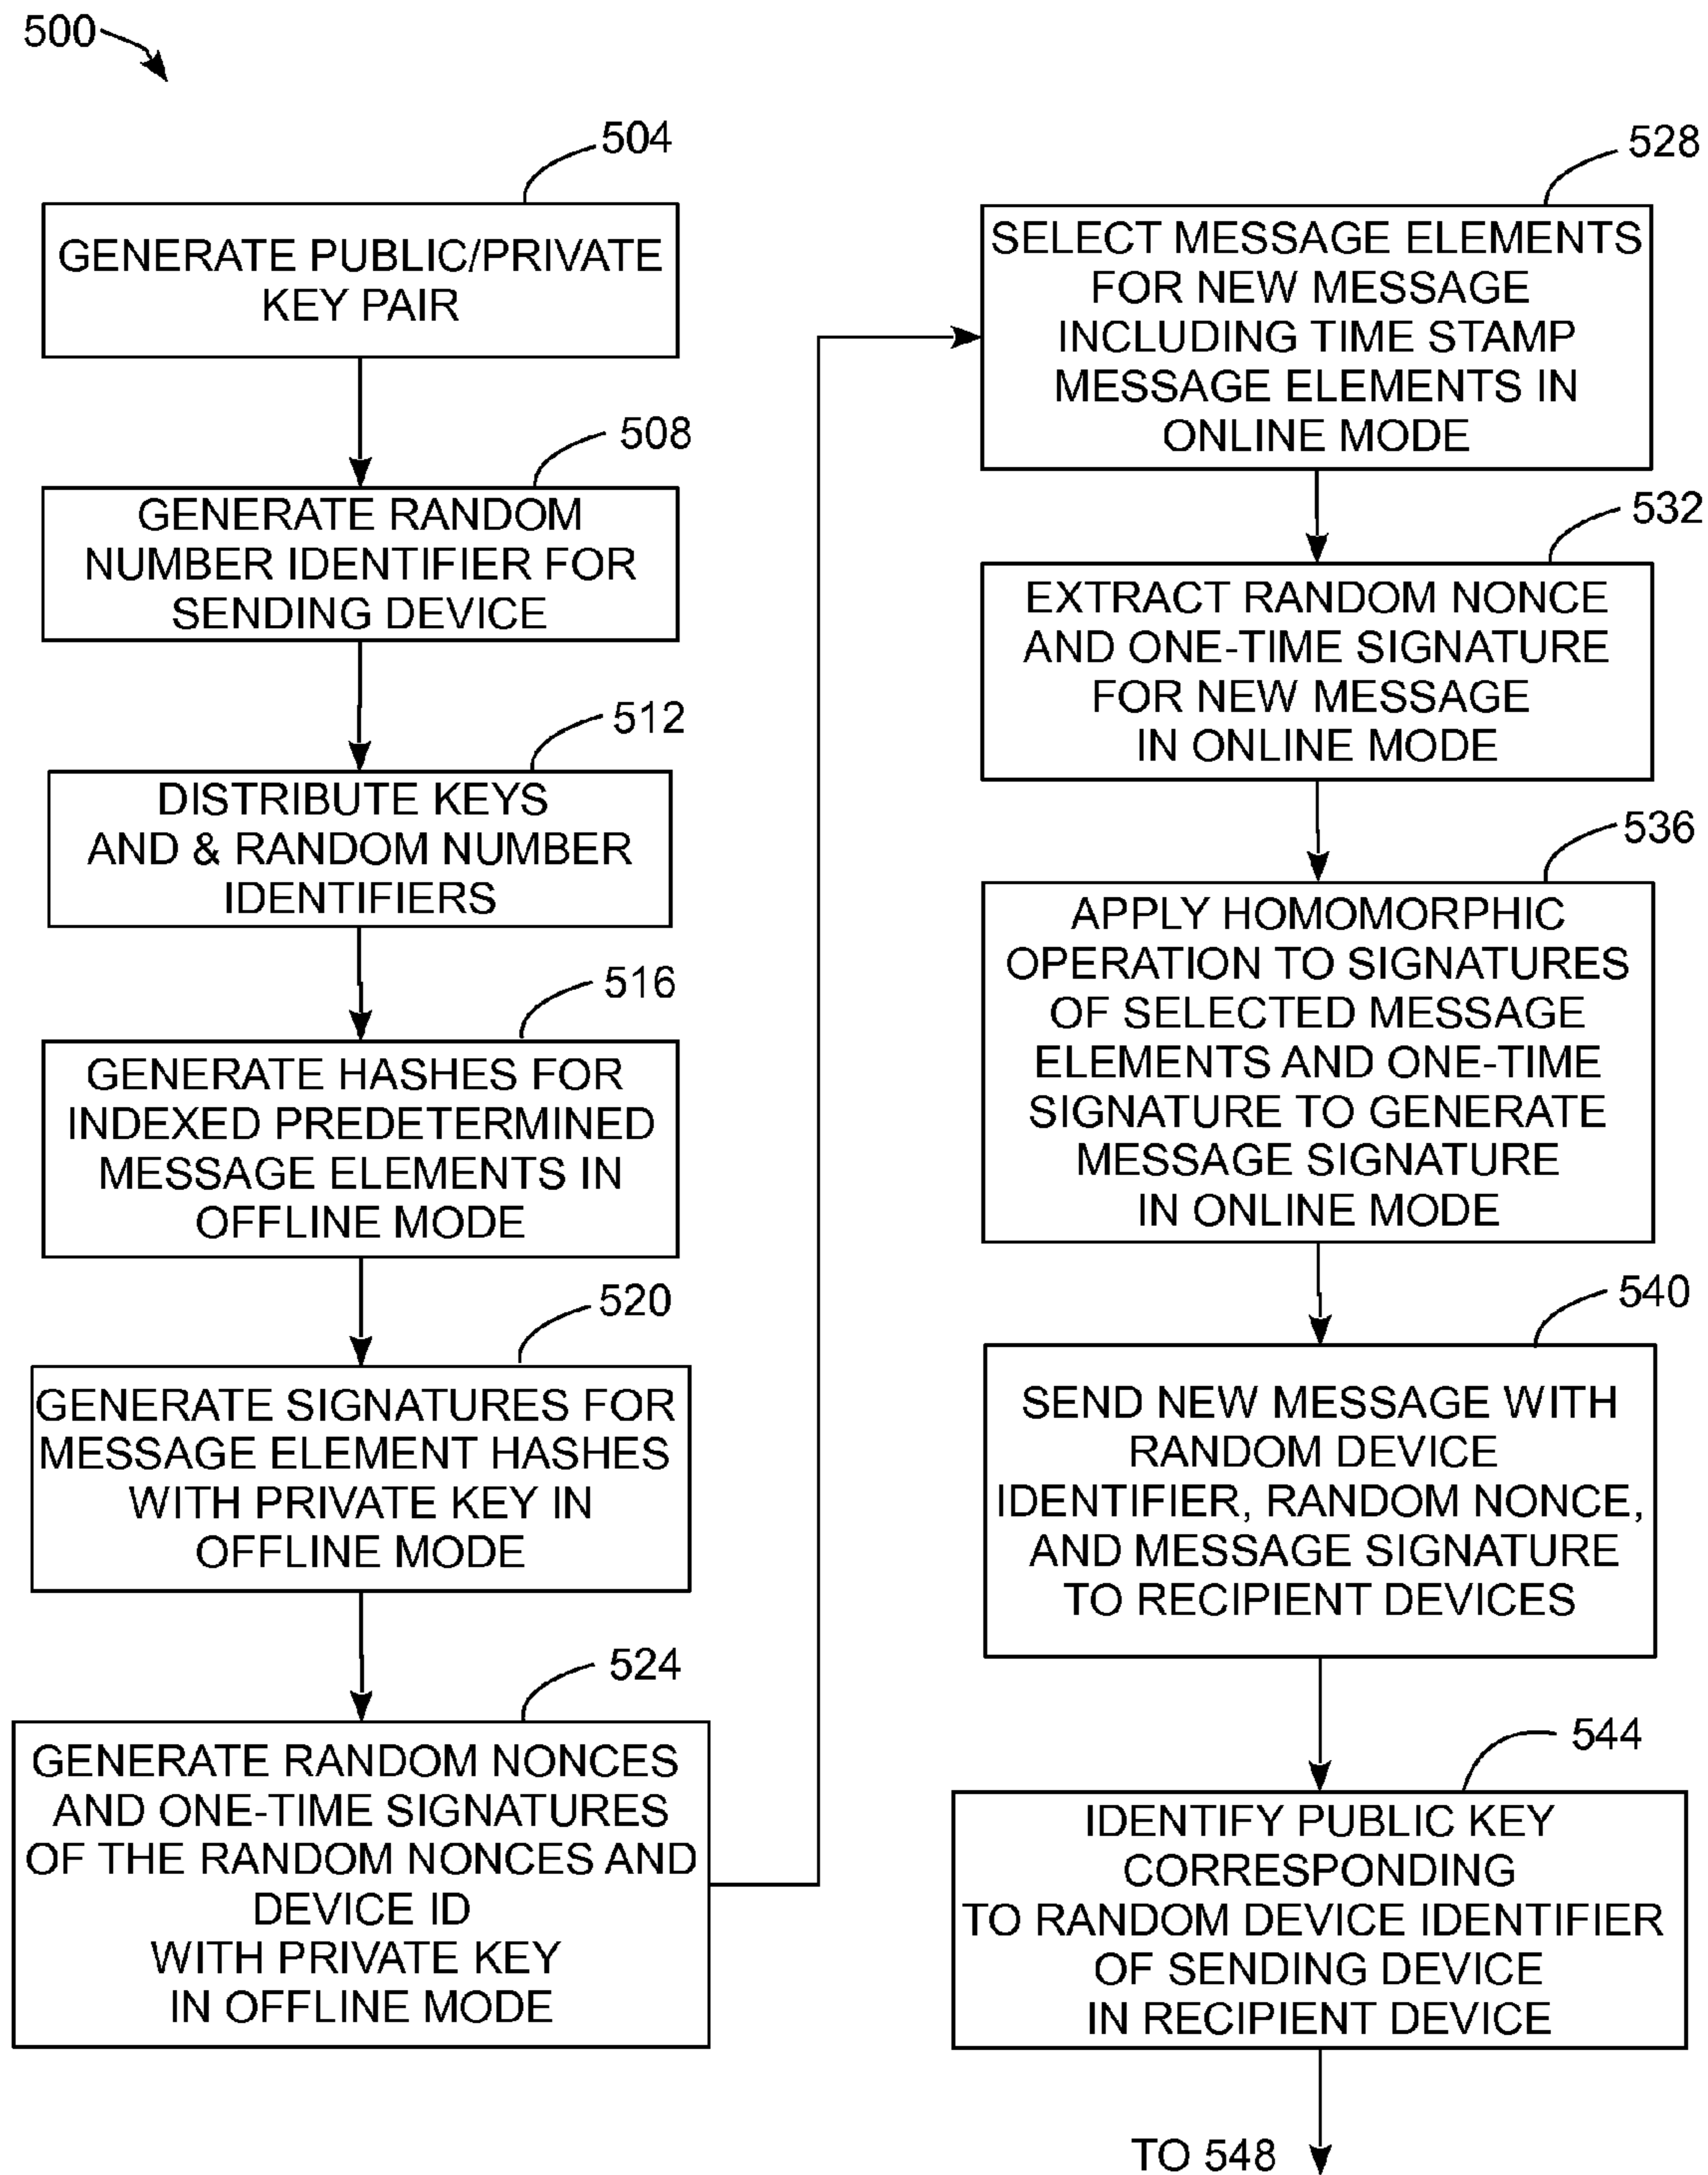 500
504
GENERATE PUBLIC/PRIVATE
KEY PAIR
508
GENERATE RANDOM
NUMBER IDENTIFIER FOR
SENDING DEVICE
512
DISTRIBUTE KEYS
AND & RANDOM NUMBER
IDENTIFIERS
516
GENERATE HASHES FOR
INDEXED PREDETERMINED
MESSAGE ELEMENTS IN
OFFLINE MODE
520
GENERATE SIGNATURES FOR
MESSAGE ELEMENT HASHES
WITH PRIVATE KEY IN
OFFLINE MODE
524
GENERATE RANDOM NONCES
AND ONE-TIME SIGNATURES
OF THE RANDOM NONCES AND
DEVICE ID
WITH PRIVATE KEY
IN OFFLINE MODE
528
SELECT MESSAGE ELEMENTS
FOR NEW MESSAGE
INCLUDING TIME STAMP
MESSAGE ELEMENTS IN
ONLINE MODE
532
EXTRACT RANDOM NONCE
AND ONE-TIME SIGNATURE
FOR NEW MESSAGE
IN ONLINE MODE
536
APPLY HOMOMORPHIC
OPERATION TO SIGNATURES
OF SELECTED MESSAGE
ELEMENTS AND ONE-TIME
SIGNATURE TO GENERATE
MESSAGE SIGNATURE
IN ONLINE MODE
540
SEND NEW MESSAGE WITH
RANDOM DEVICE
IDENTIFIER, RANDOM NONCE,
AND MESSAGE SIGNATURE
TO RECIPIENT DEVICES
544
IDENTIFY PUBLIC KEY
CORRESPONDING
TO RANDOM DEVICE IDENTIFIER
OF SENDING DEVICE
IN RECIPIENT DEVICE
TO 548